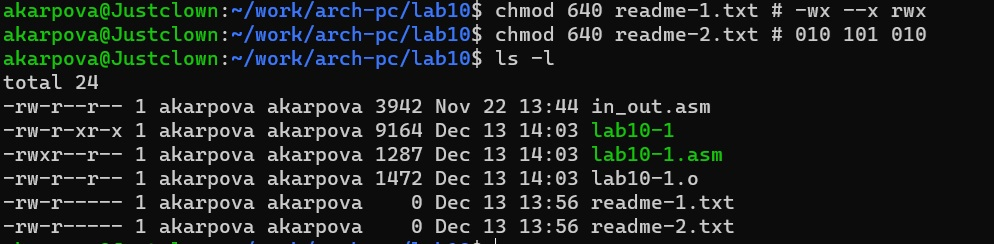 akarpova@Justclown:~/work/arch-pc/lab10$ chmod 640 readme-1.txt # -wx --x rwx
akarpova@Justclown:~/work/arch-pc/lab10$ chmod 640 readme-2.txt # 010 101 010
akarpova@Justclown:~/work/arch-pc/lab10$ ls -l
total 24
-rw-r--r-- 1 akarpova akarpova 3942 Nov 22 13:44 in_out.asm
-rw-r-xr-x 1 akarpova akarpova 9164 Dec 13 14:03 lab10-1
-rwxr--r-- 1 akarpova akarpova 1287 Dec 13 14:03 lab10-1.asm
-rw-r--r-- 1 akarpova akarpova 1472 Dec 13 14:03 lab10-1.o
-rw-r----- 1 akarpova akarpova    0 Dec 13 13:56 readme-1.txt
-rw-r----- 1 akarpova akarpova    0 Dec 13 13:56 readme-2.txt